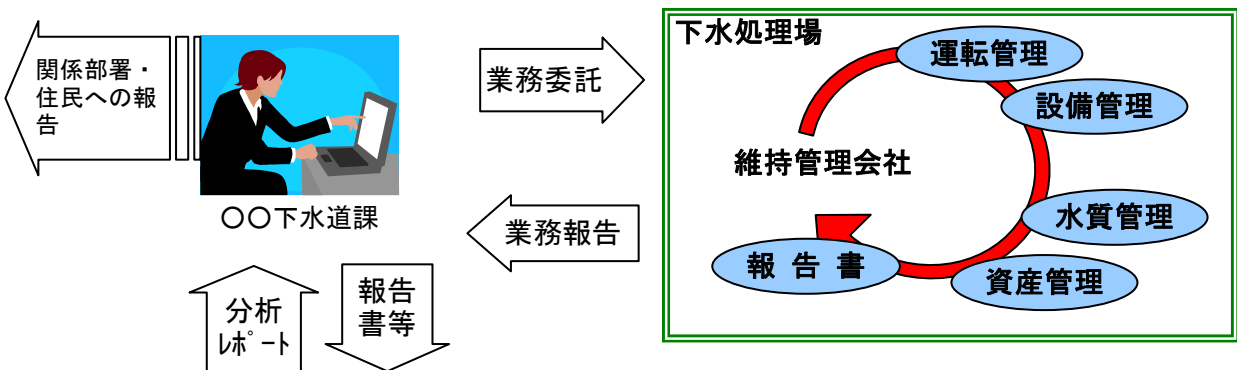 関係部署・
住民への報
告
〇〇下水道課
業務委託
業務報告
分析
ﾚﾎﾟｰﾄ
報告
書等
下水処理場
運転管理
設備管理
維持管理会社
水質管理
資産管理
報 告 書